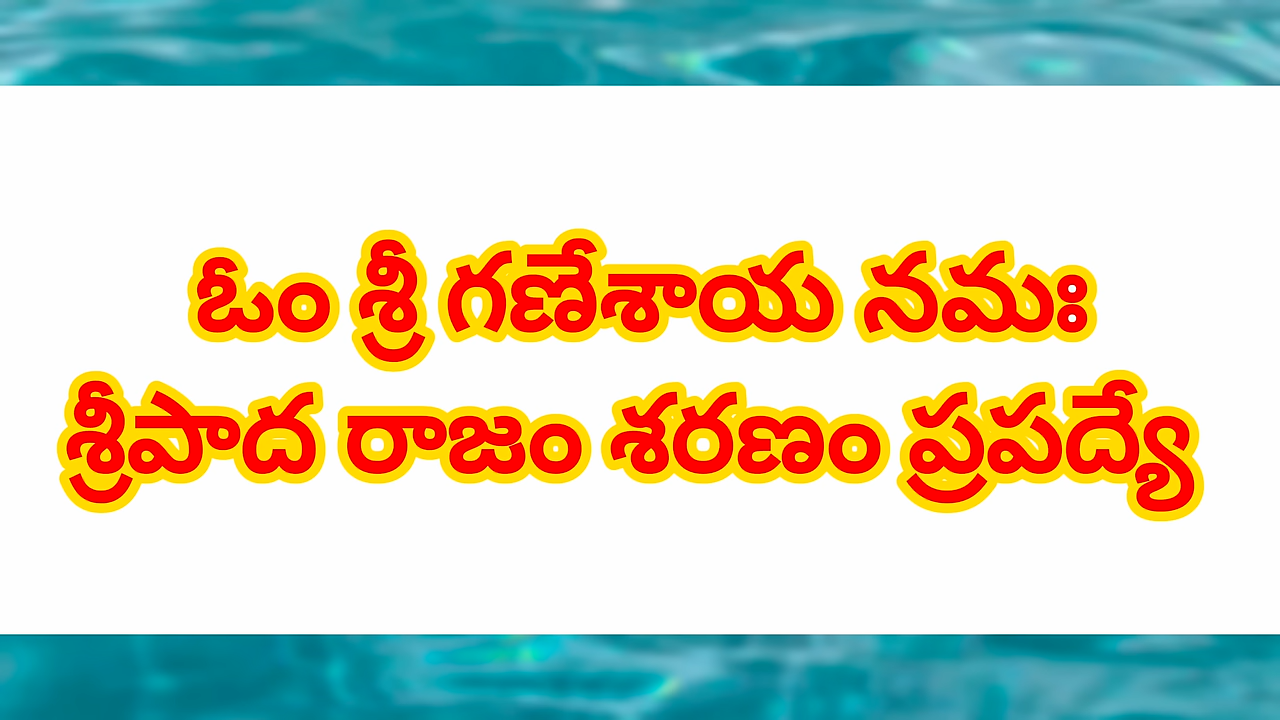 ఓం శ్రీ గణేశాయ నమః
శ్రీపాద రాజం శరణం ప్రపద్యే